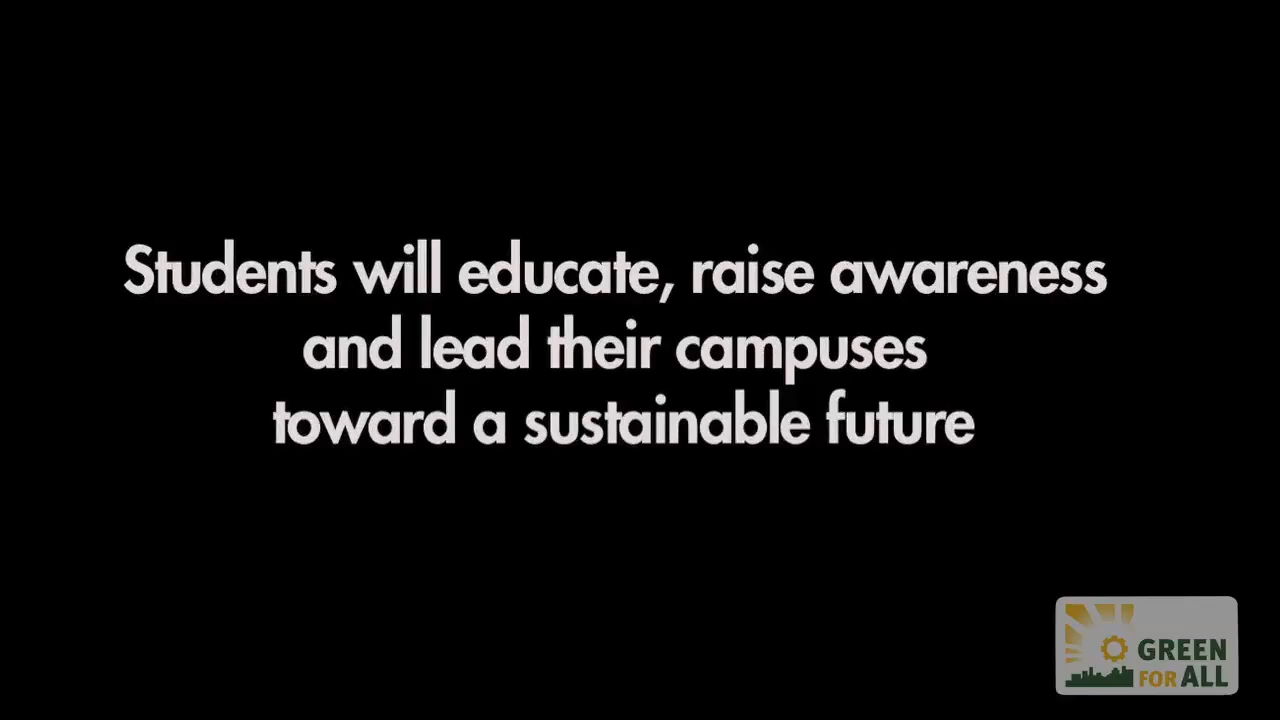 Students will educate, raise awareness
and lead their campuses
toward a sustainable future
GREEN
FOR ALL